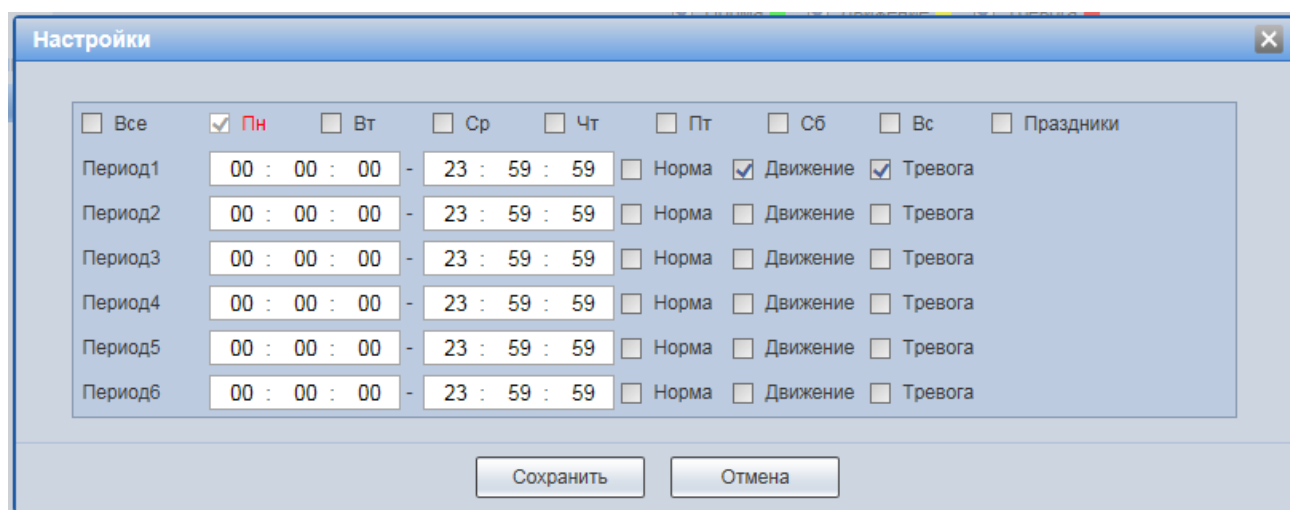 Норма Движение Тревога
Настройки
Все Пн Вт Ср Чт Пт Сб Вс Праздники
Период1 00 : 00 : 00 - 23 : 59 : 59 Норма Движение Тревога
Период2 00 : 00 : 00 - 23 : 59 : 59 Норма Движение Тревога
Период3 00 : 00 : 00 - 23 : 59 : 59 Норма Движение Тревога
Период4 00 : 00 : 00 - 23 : 59 : 59 Норма Движение Тревога
Период5 00 : 00 : 00 - 23 : 59 : 59 Норма Движение Тревога
Период6 00 : 00 : 00 - 23 : 59 : 59 Норма Движение Тревога
Сохранить Отмена